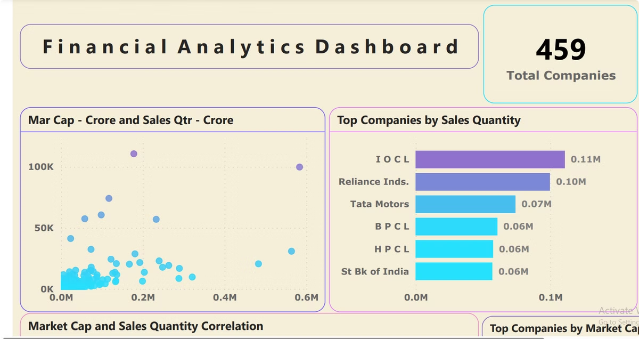 Financial Analytics Dashboard
459
Total Companies
Mar Cap - Crore and Sales Qtr - Crore
100K
50K
0K
0.0M 0.2M 0.4M 0.6M
Top Companies by Sales Quantity
I O C L 0.11M
Reliance Inds. 0.10M
Tata Motors 0.07M
B P C L 0.06M
H P C L 0.06M
St Bk of India 0.06M
0.0M 0.1M
Activate
Market Cap and Sales Quantity Correlation
Top Companies by Market Ca